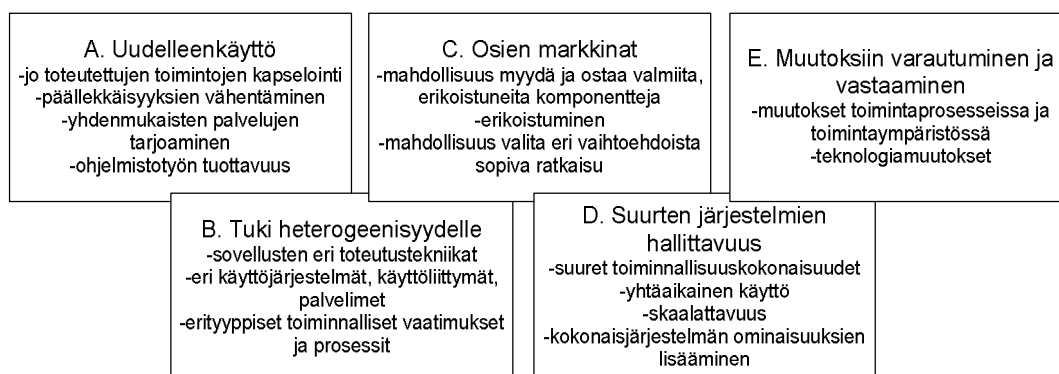 A. Uudelleenkäyttö
-jo toteutettujen toimintojen kapselointi
-päällekkäisyyksien vähentäminen
-yhdenmukaisten palvelujen
tarjoaminen
-ohjelmistotyön tuottavuus
B. Tuki heterogeenisyydelle
-sovellusten eri toteutustekniikat
-eri käyttöjärjestelmät, käyttöliittymät,
palvelimet
-erityyppiset toiminnalliset vaatimukset
ja prosessit
C. Osien markkinat
-mahdollisuus myydä ja ostaa valmiita,
erikoistuneita komponentteja
-erikoistuminen
-mahdollisuus valita eri vaihtoehdoista
sopiva ratkaisu
D. Suurten järjestelmien
hallittavuus
-suuret toiminnallisuuskokonaisuudet
-yhtäaikainen käyttö
-skaalattavuus
-kokonaisjärjestelmän ominaisuuksien
lisääminen
E. Muutoksiin varautuminen ja
vastaaminen
-muutokset toimintaprosesseissa ja
toimintaympäristössä
-teknologiamuutokset